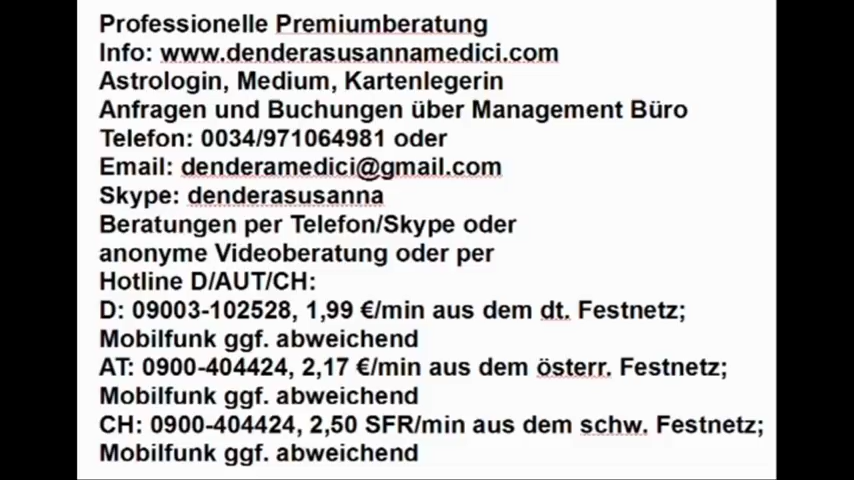 Professionelle Premiumberatung
Info: www.denderasusannamedici.com
Astrologin, Medium, Kartenlegerin
Anfragen und Buchungen über Management Büro
Telefon: 0034/971064981 oder
Email: denderamedici@gmail.com
Skype: denderasusanna
Beratungen per Telefon/Skype oder
anonyme Videoberatung oder per
Hotline D/AUT/CH:
D: 09003-102528, 1,99 €/min aus dem dt. Festnetz;
Mobilfunk ggf. abweichend
AT: 0900-404424, 2,17 €/min aus dem österr. Festnetz;
Mobilfunk ggf. abweichend
CH: 0900-404424, 2,50 SFR/min aus dem schw. Festnetz;
Mobilfunk ggf. abweichend